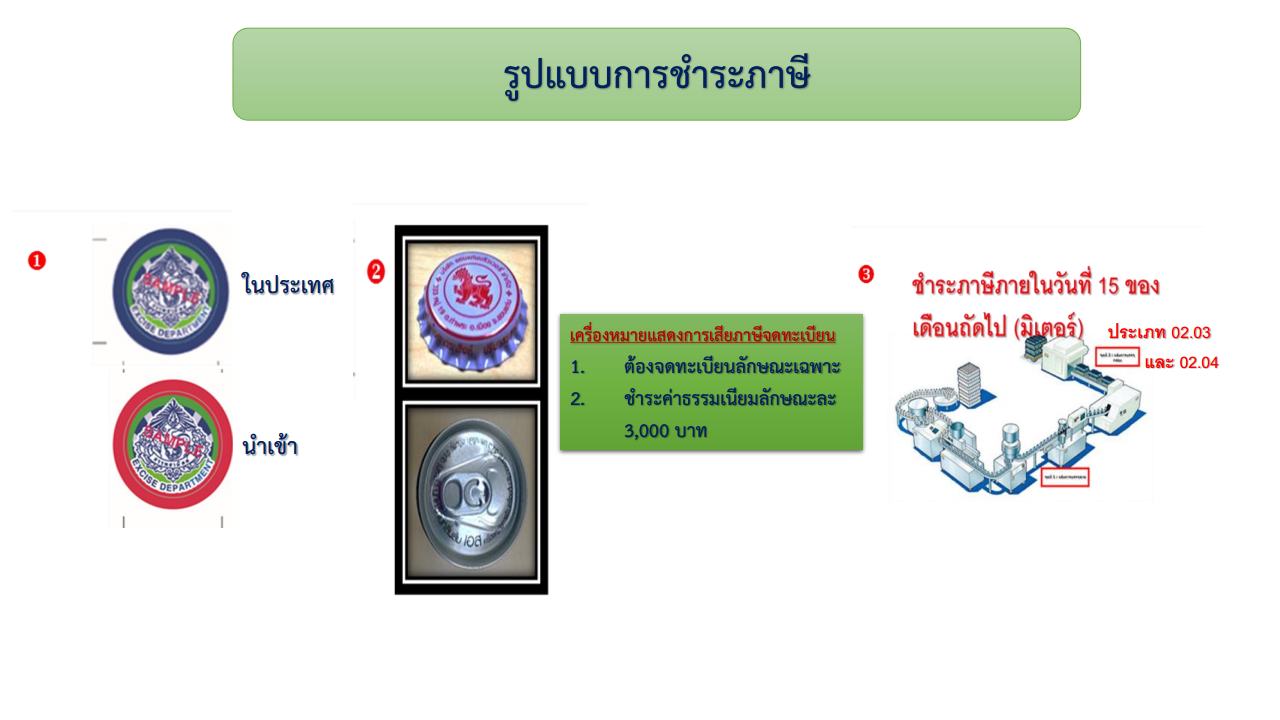 รูปแบบการชำระภาษี
1
SAMPLE
EXCISE DEPARTMENT
ในประเทศ
SAMPLE
EXCISE DEPARTMENT
นำเข้า
2
เครื่องหมายแสดงการเสียภาษีจดทะเบียน
1. ต้องจดทะเบียนลักษณะเฉพาะ
2. ชำระค่าธรรมเนียมลักษณะละ
3,000 บาท
3
ชำระภาษีภายในวันที่ 15 ของ
เดือนถัดไป (มิเตอร์)
ประเภท 02.03
และ 02.04